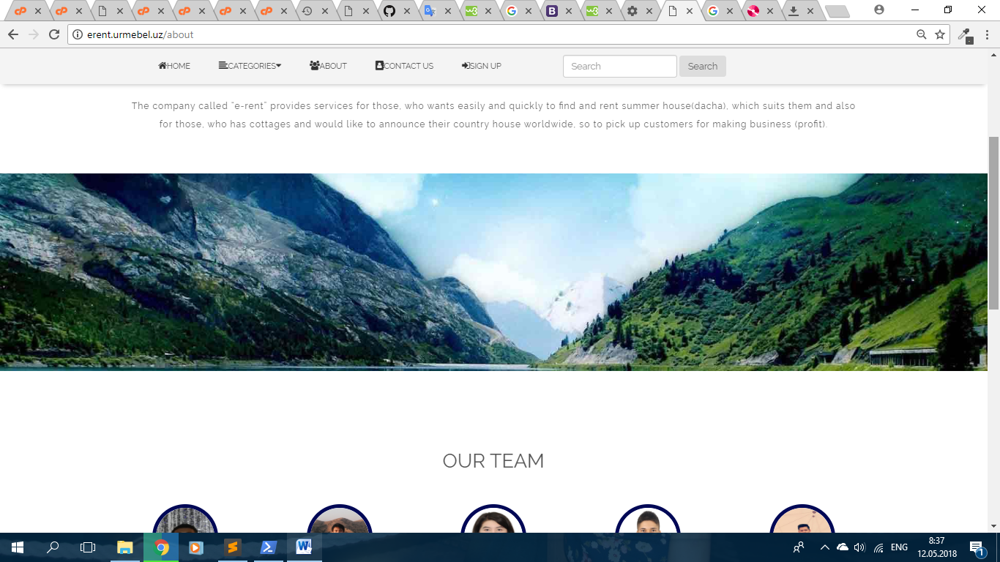 erent.urmebel.uz/about
HOME CATEGORIES ABOUT CONTACT US SIGN UP Search Search
The company called "e-rent" provides services for those, who wants easily and quickly to find and rent summer house(dacha), which suits them and also
for those, who has cottages and would like to announce their country house worldwide, so to pick up customers for making business (profit).
OUR TEAM
ENG
8:37
12.05.2018
1